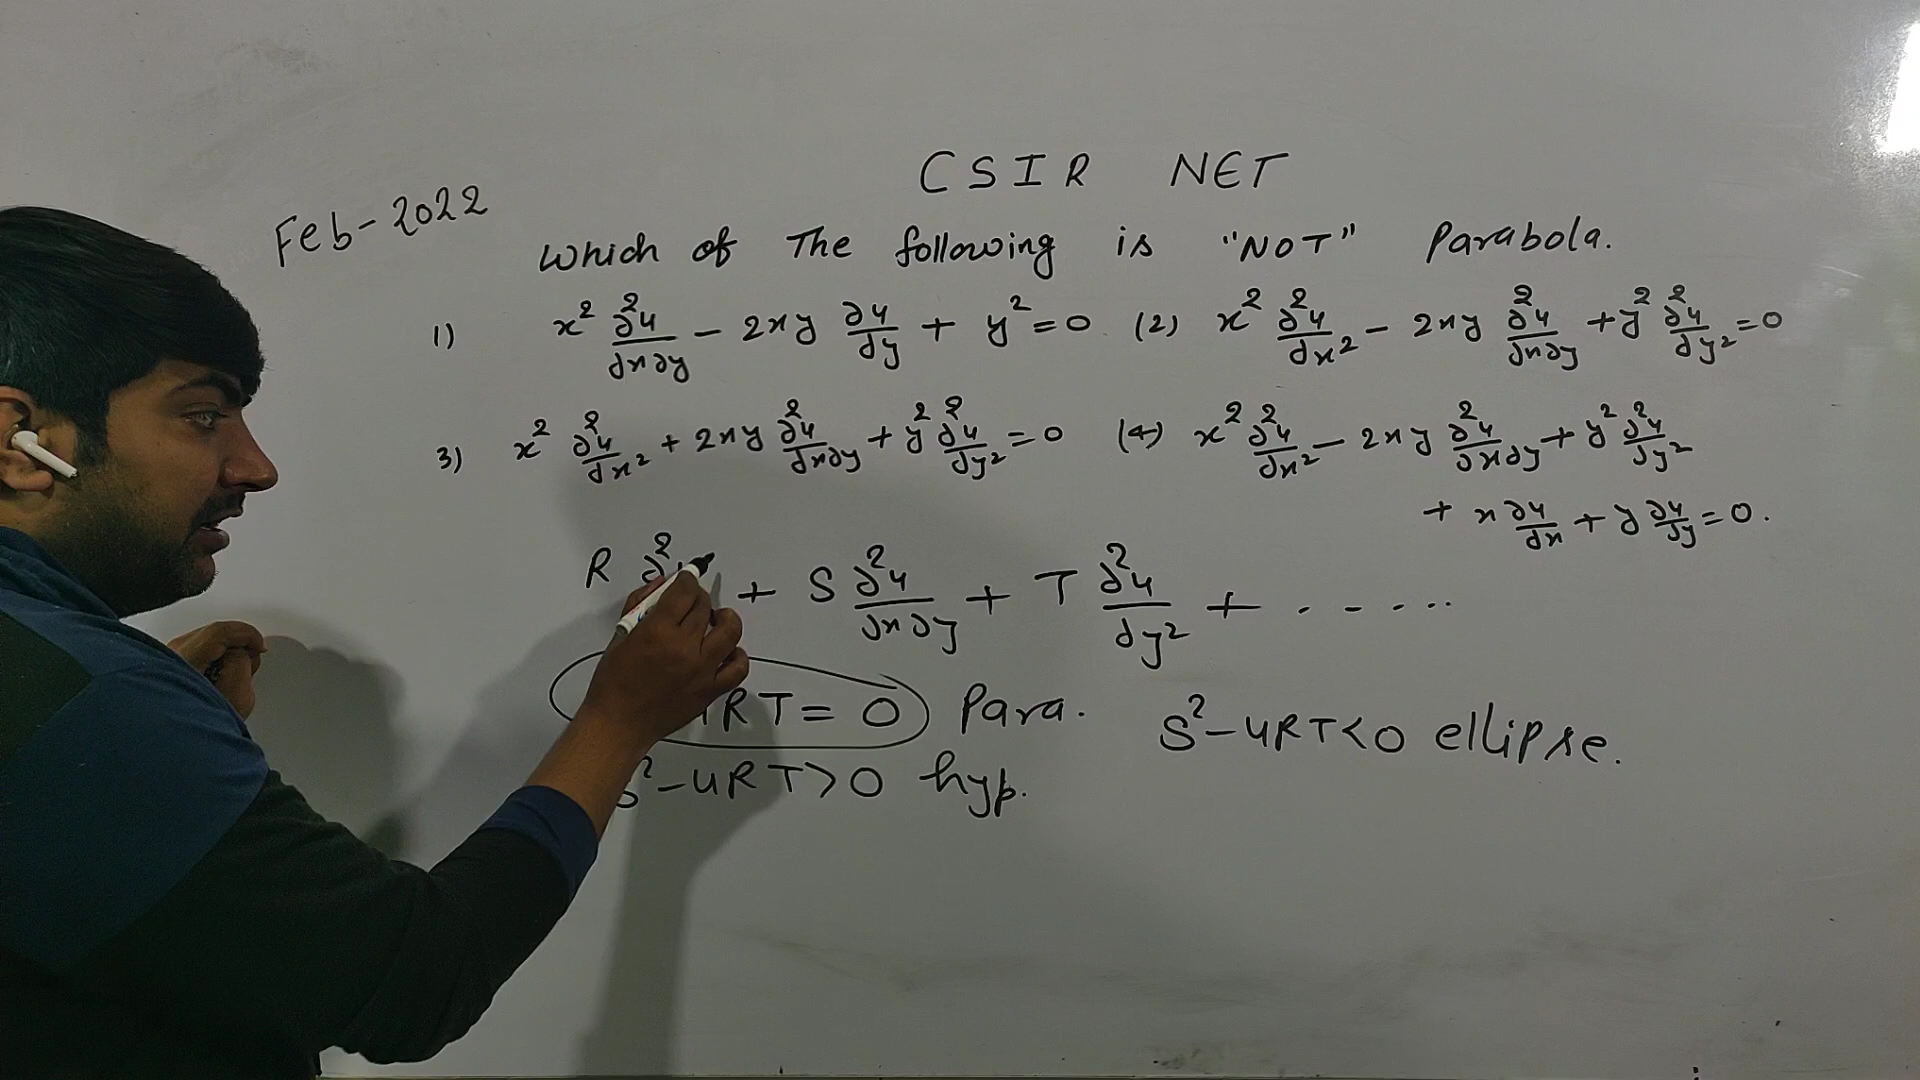 CSIR NET
Feb-2022
Which of The following is "NOT" Parabola.
1) x² ∂²u/∂x∂y - 2xy ∂u/∂y + y² = 0 (2) x² ∂²u/∂x² - 2xy ∂²u/∂x∂y + y² ∂²u/∂y² = 0
3) x² ∂²u/∂x² + 2xy ∂²u/∂x∂y + y² ∂²u/∂y² = 0 (4) x² ∂²u/∂x² - 2xy ∂²u/∂x∂y + y² ∂²u/∂y²
+ x ∂u/∂x + y ∂u/∂y = 0.
R ∂² + S ∂²u/∂x∂y + T ∂²u/∂y² + ......
4RT = 0 Para. S² - 4RT < 0 ellipse.
S² - 4RT > 0 hyp.